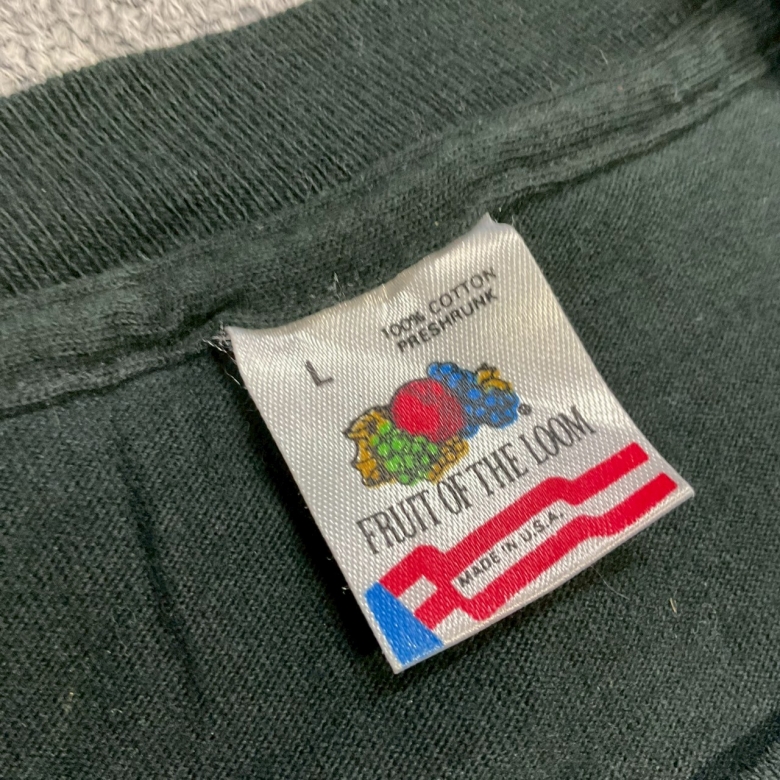 100% COTTON
PRESHRUNK
L
®
FRUIT OF THE LOOM
MADE IN U.S.A.